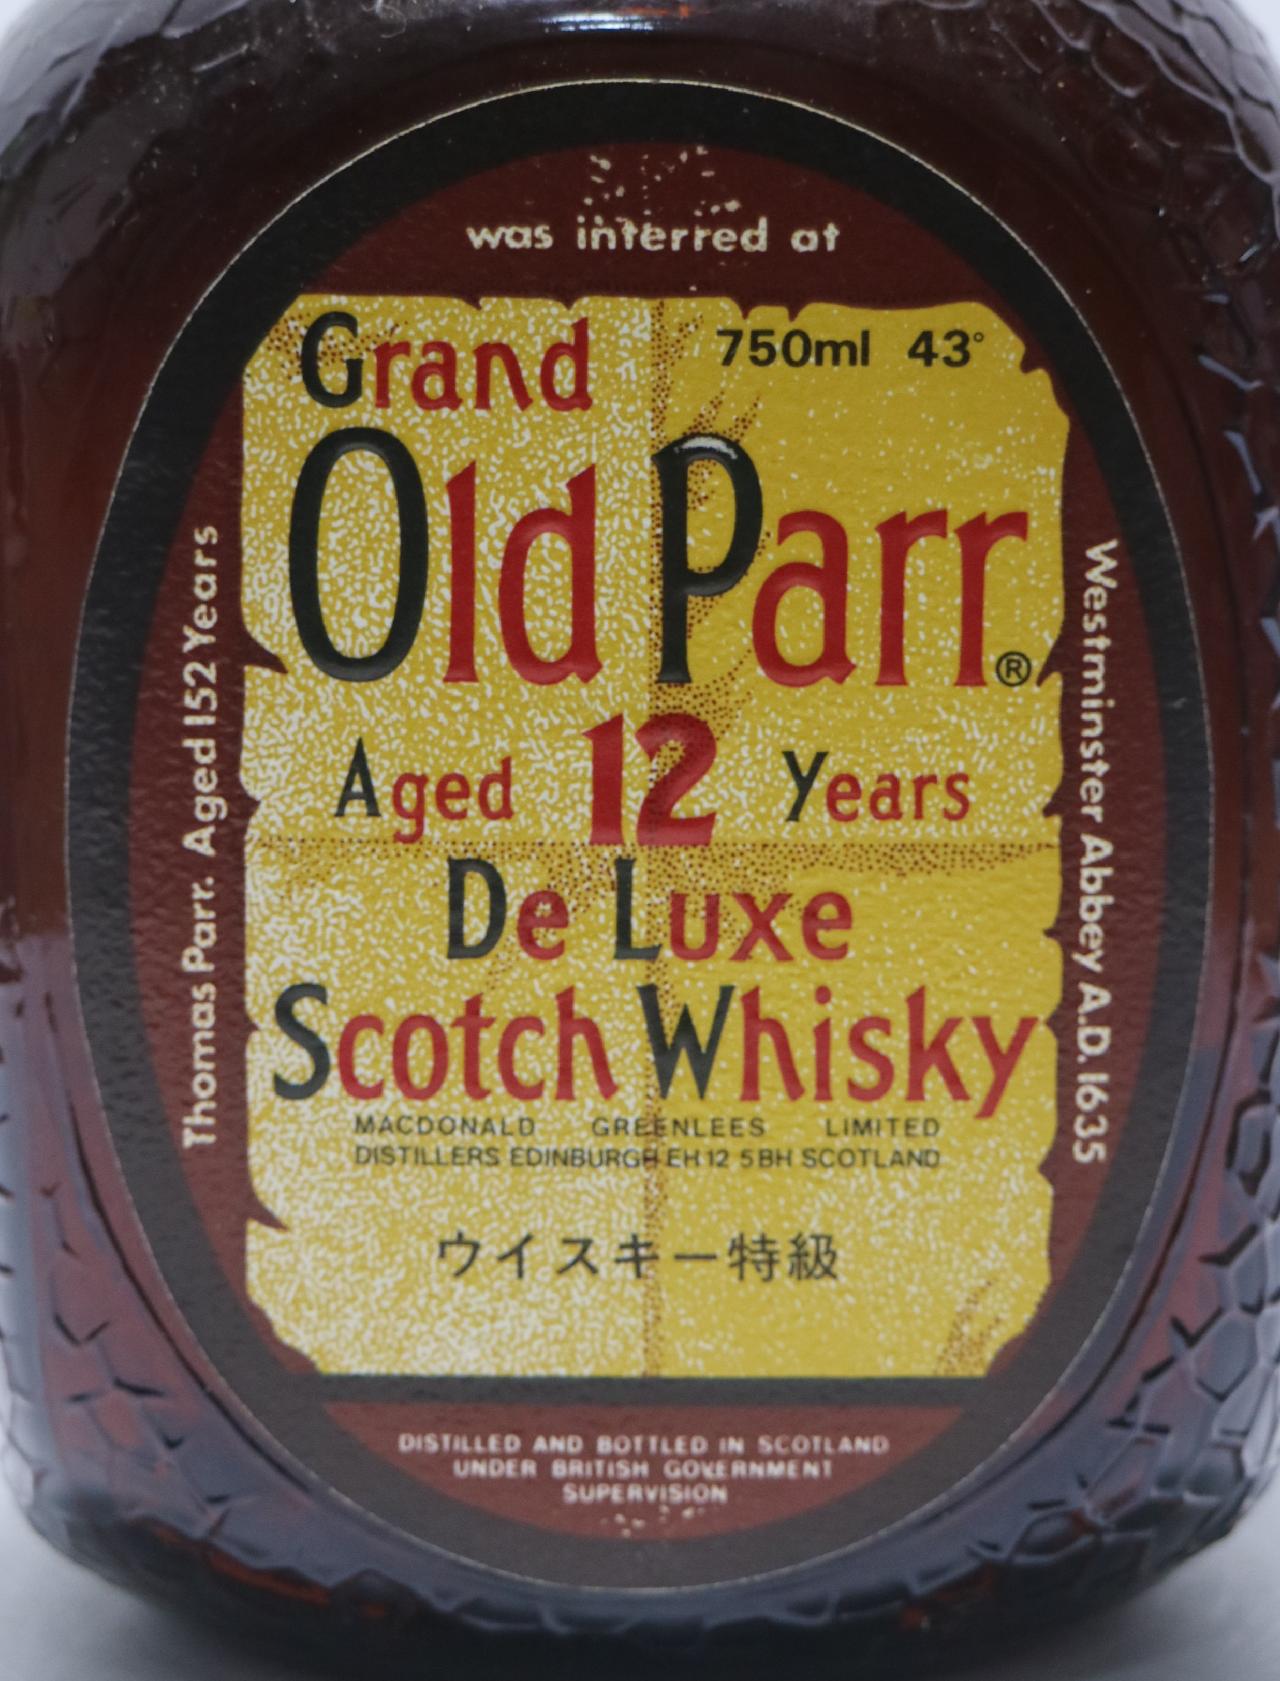 Thomas Parr. Aged 152 Years
was interred at
Westminster Abbey A.D. 1635
Grand
750ml 43°
Old Parr®
Aged 12 Years
De Luxe
Scotch Whisky
MACDONALD GREENLEES LIMITED
DISTILLERS EDINBURGH EH12 5BH SCOTLAND
ウイスキー特級
DISTILLED AND BOTTLED IN SCOTLAND
UNDER BRITISH GOVERNMENT
SUPERVISION